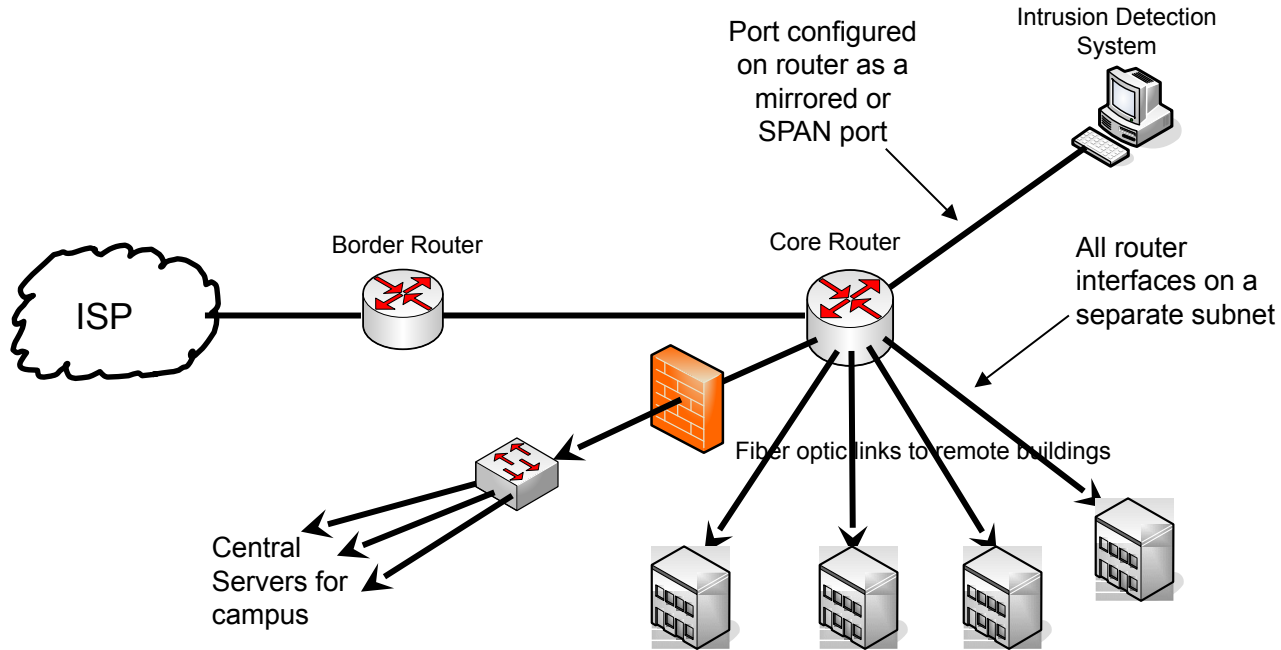 Intrusion Detection
System
Port configured
on router as a
mirrored or
SPAN port
Border Router
Core Router
ISP
All router
interfaces on a
separate subnet
Fiber optic links to remote buildings
Central
Servers for
campus